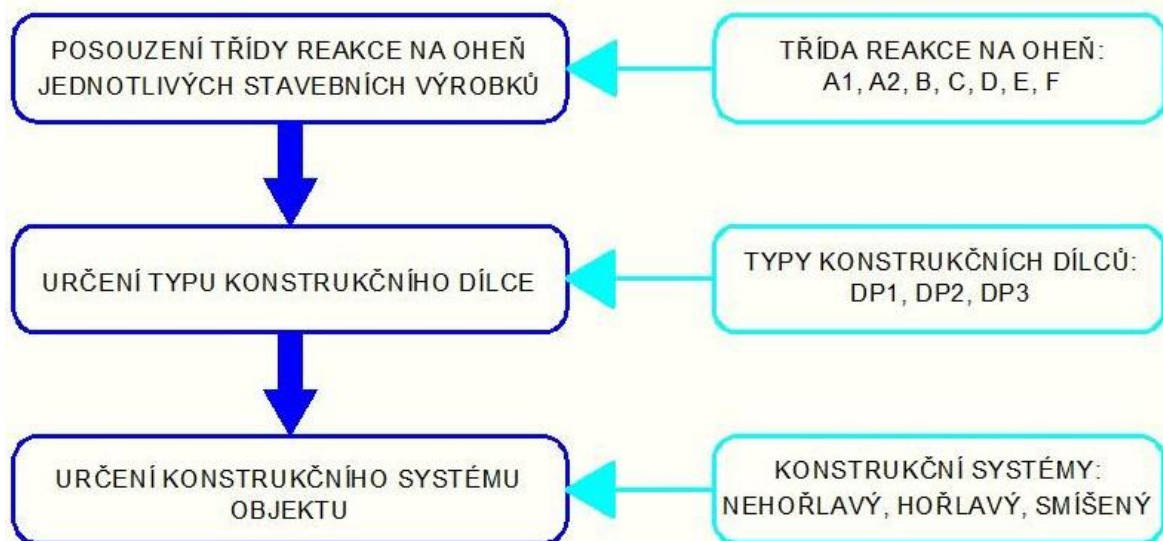 POSOUZENÍ TŘÍDY REAKCE NA OHEŇ
JEDNOTLIVÝCH STAVEBNÍCH VÝROBKŮ
TŘÍDA REAKCE NA OHEŇ:
A1, A2, B, C, D, E, F
URČENÍ TYPU KONSTRUKČNÍHO DÍLCE
TYPY KONSTRUKČNÍCH DÍLCŮ:
DP1, DP2, DP3
URČENÍ KONSTRUKČNÍHO SYSTÉMU
OBJEKTU
KONSTRUKČNÍ SYSTÉMY:
NEHOŘLAVÝ, HOŘLAVÝ, SMÍŠENÝ